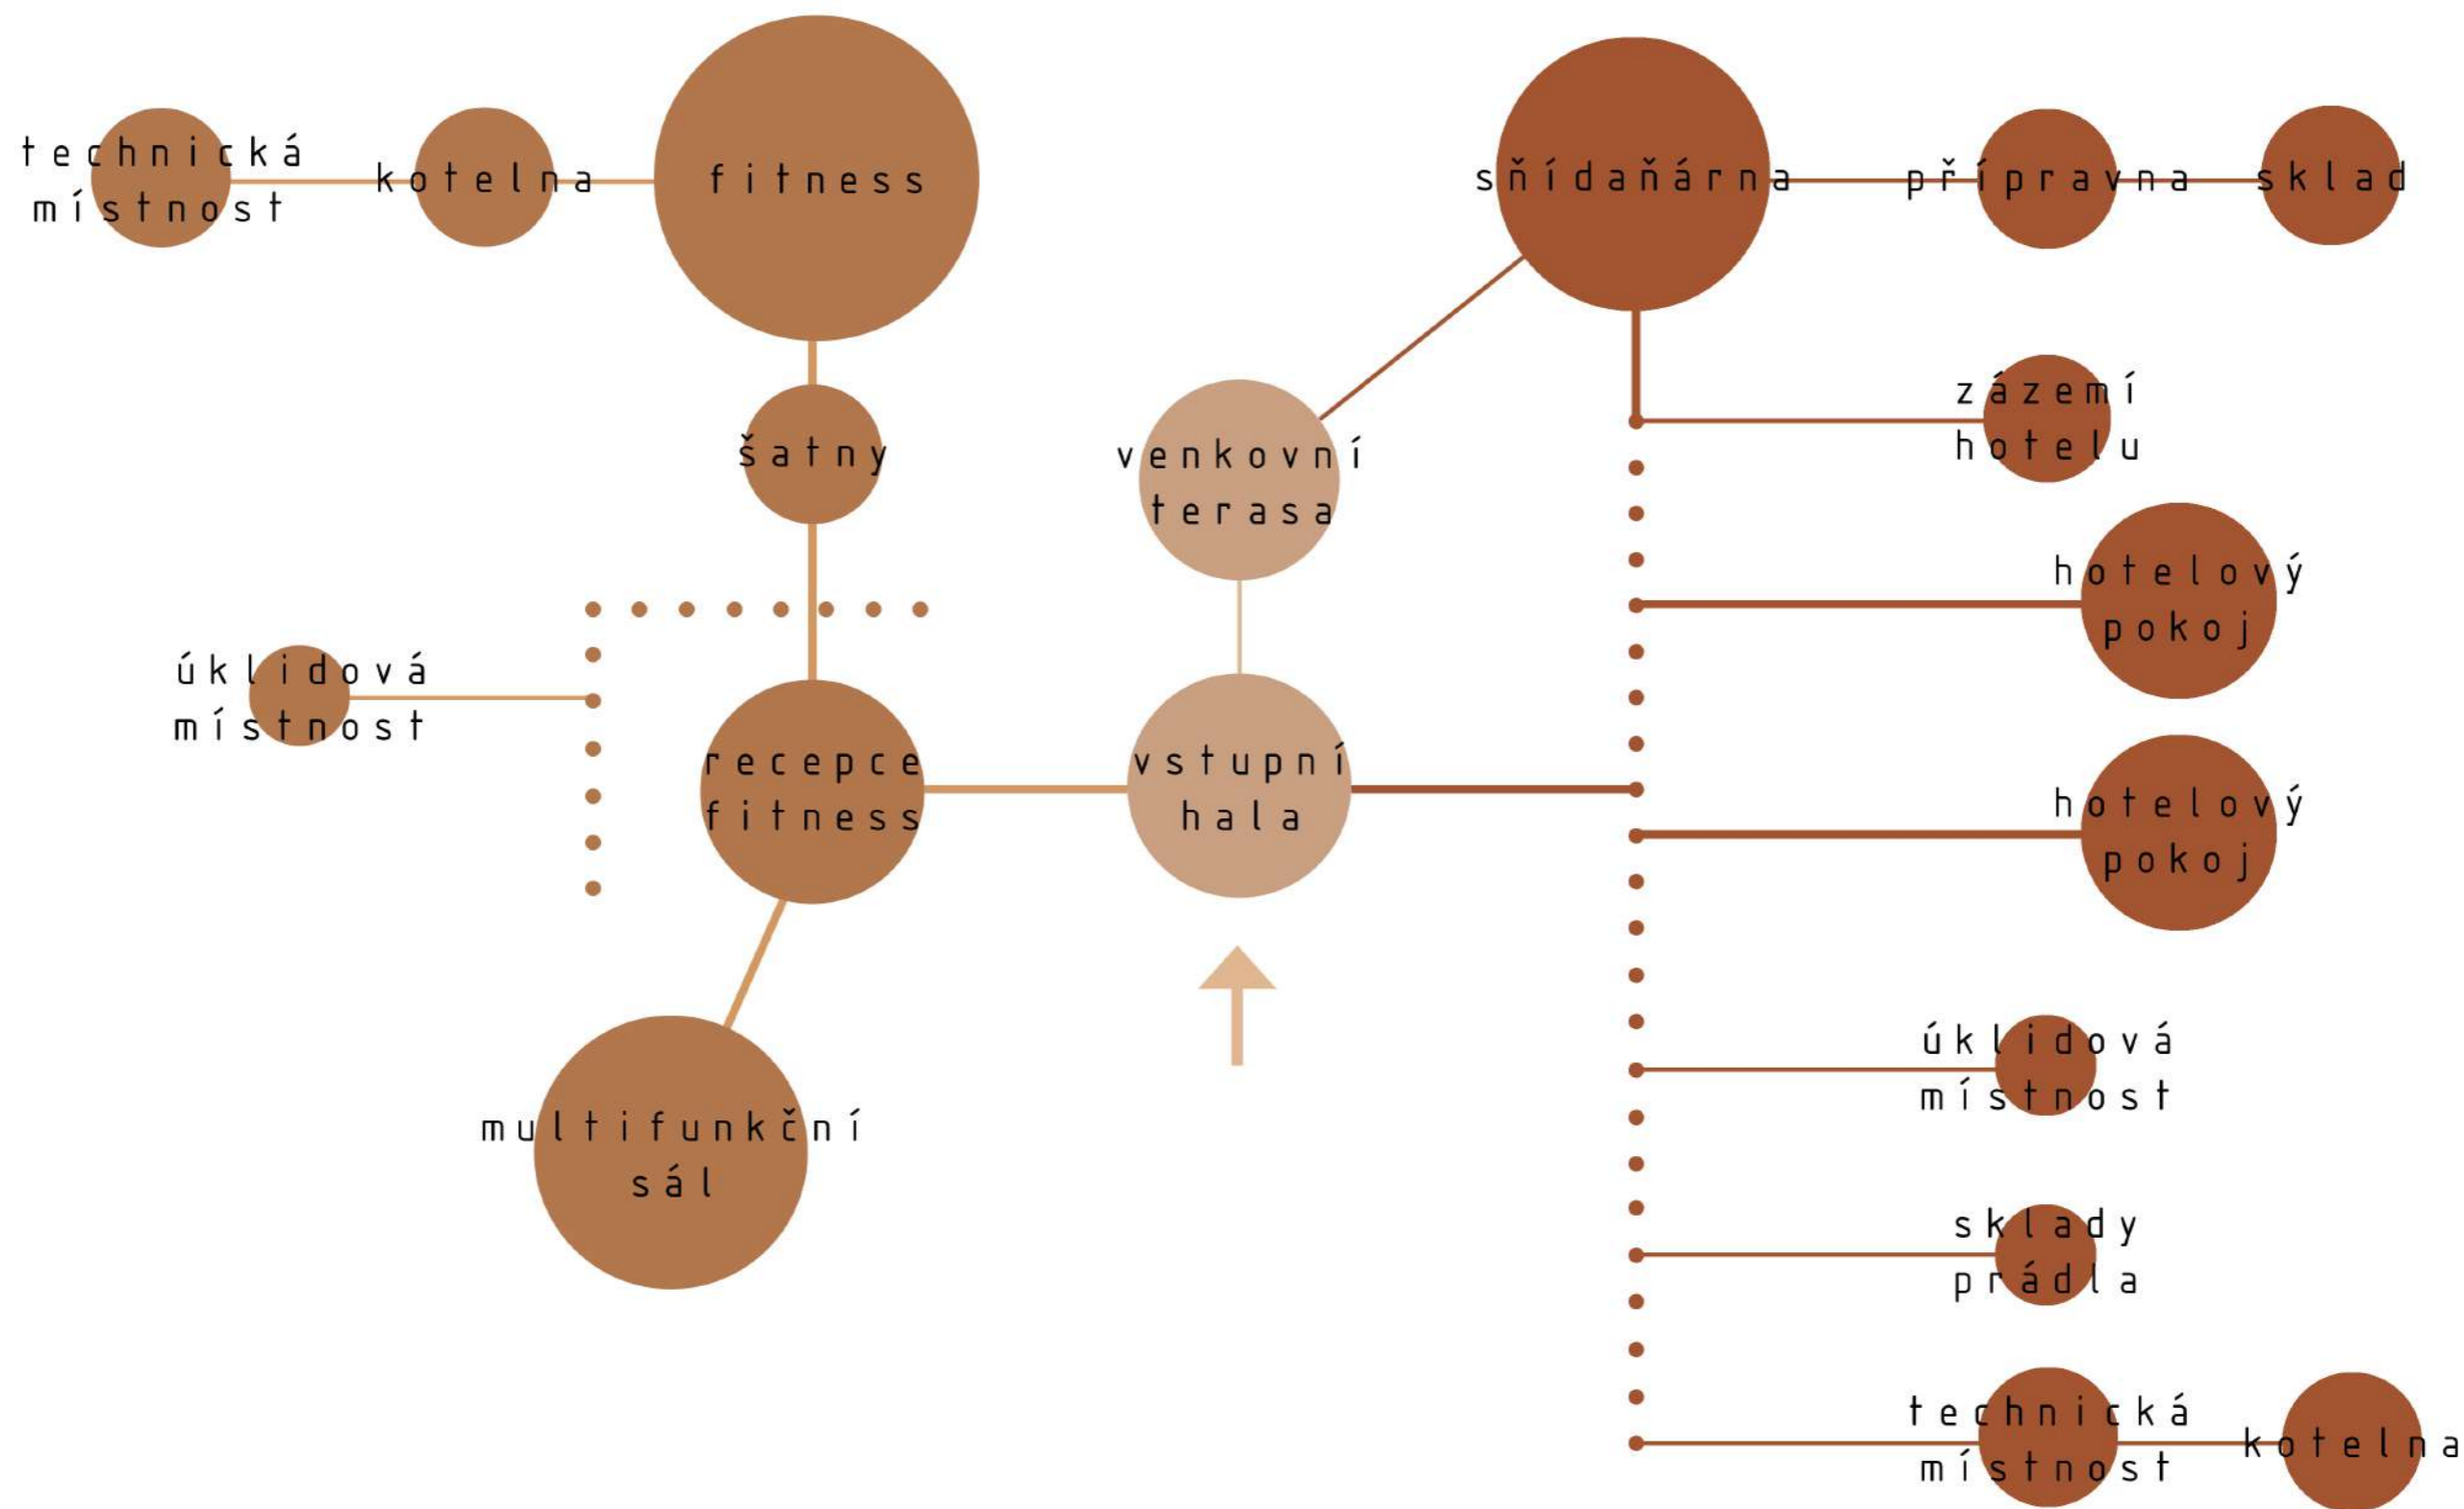 technická
místnost
kotelna
fitness
sňídaňárna
přípravna
sklad
šatny
venkovní
terasa
zázemí
hotelu
hotelový
pokoj
úklidová
místnost
recepce
fitness
vstupní
hala
hotelový
pokoj
multifunkční
sál
úklidová
místnost
sklady
prádla
technická
místnost
kotelna